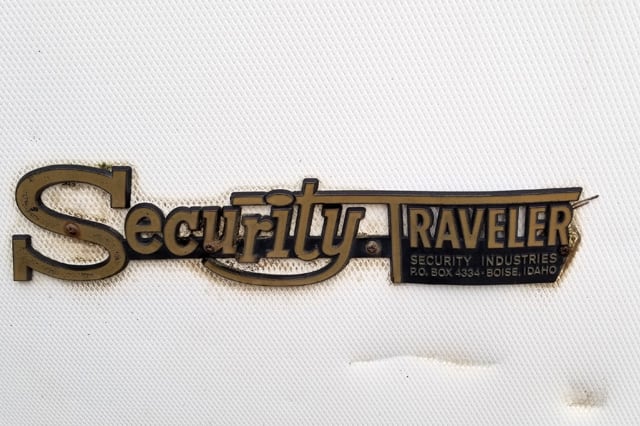 Security TRAVELER
SECURITY INDUSTRIES
P.O. BOX 4334 - BOISE, IDAHO